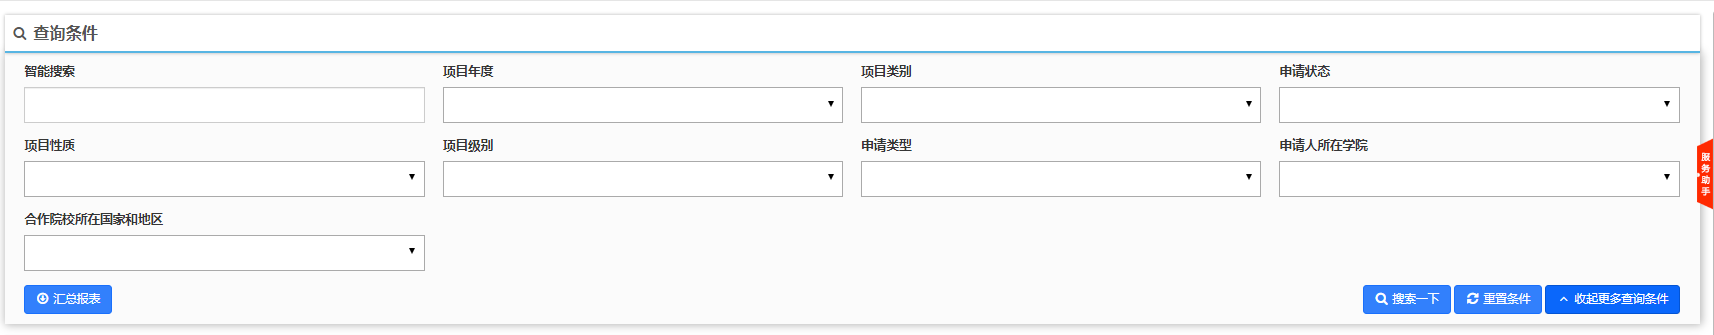 查询条件
智能搜索
项目年度
项目类别
申请状态
项目性质
项目级别
申请类型
申请人所在学院
合作院校所在国家和地区
汇总报表
搜索一下
重置条件
收起更多查询条件
服务助手